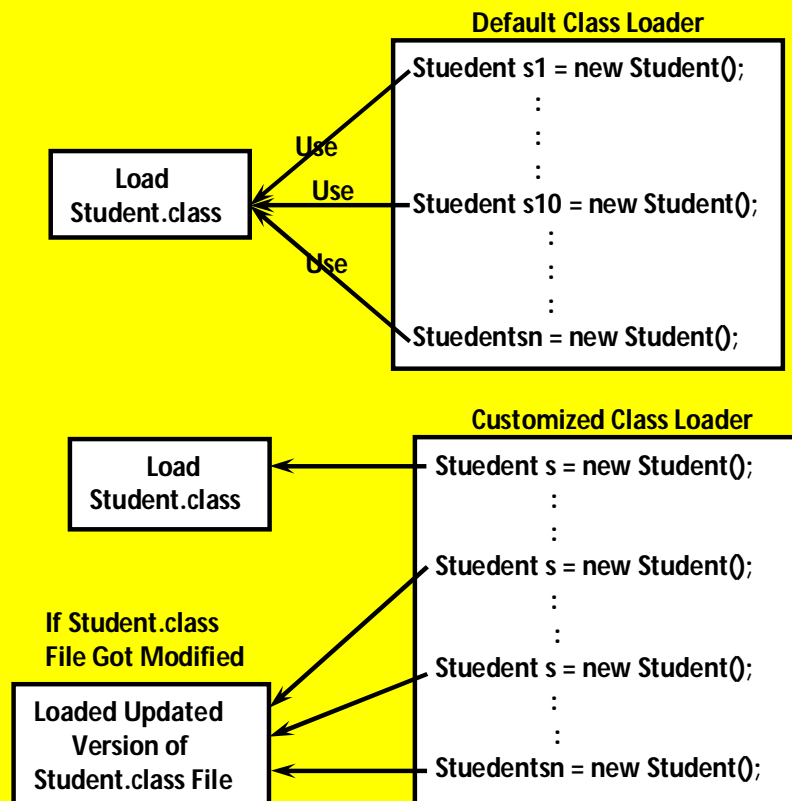 Default Class Loader
Stuedent s1 = new Student();
:
:
:
Use
Load
Student.class
Use
Stuedent s10 = new Student();
:
:
:
Use
Stuedentsn = new Student();
Customized Class Loader
Load
Student.class
Stuedent s = new Student();
:
:
Stuedent s = new Student();
:
:
If Student.class
File Got Modified
Stuedent s = new Student();
:
:
Loaded Updated
Version of
Student.class File
Stuedentsn = new Student();